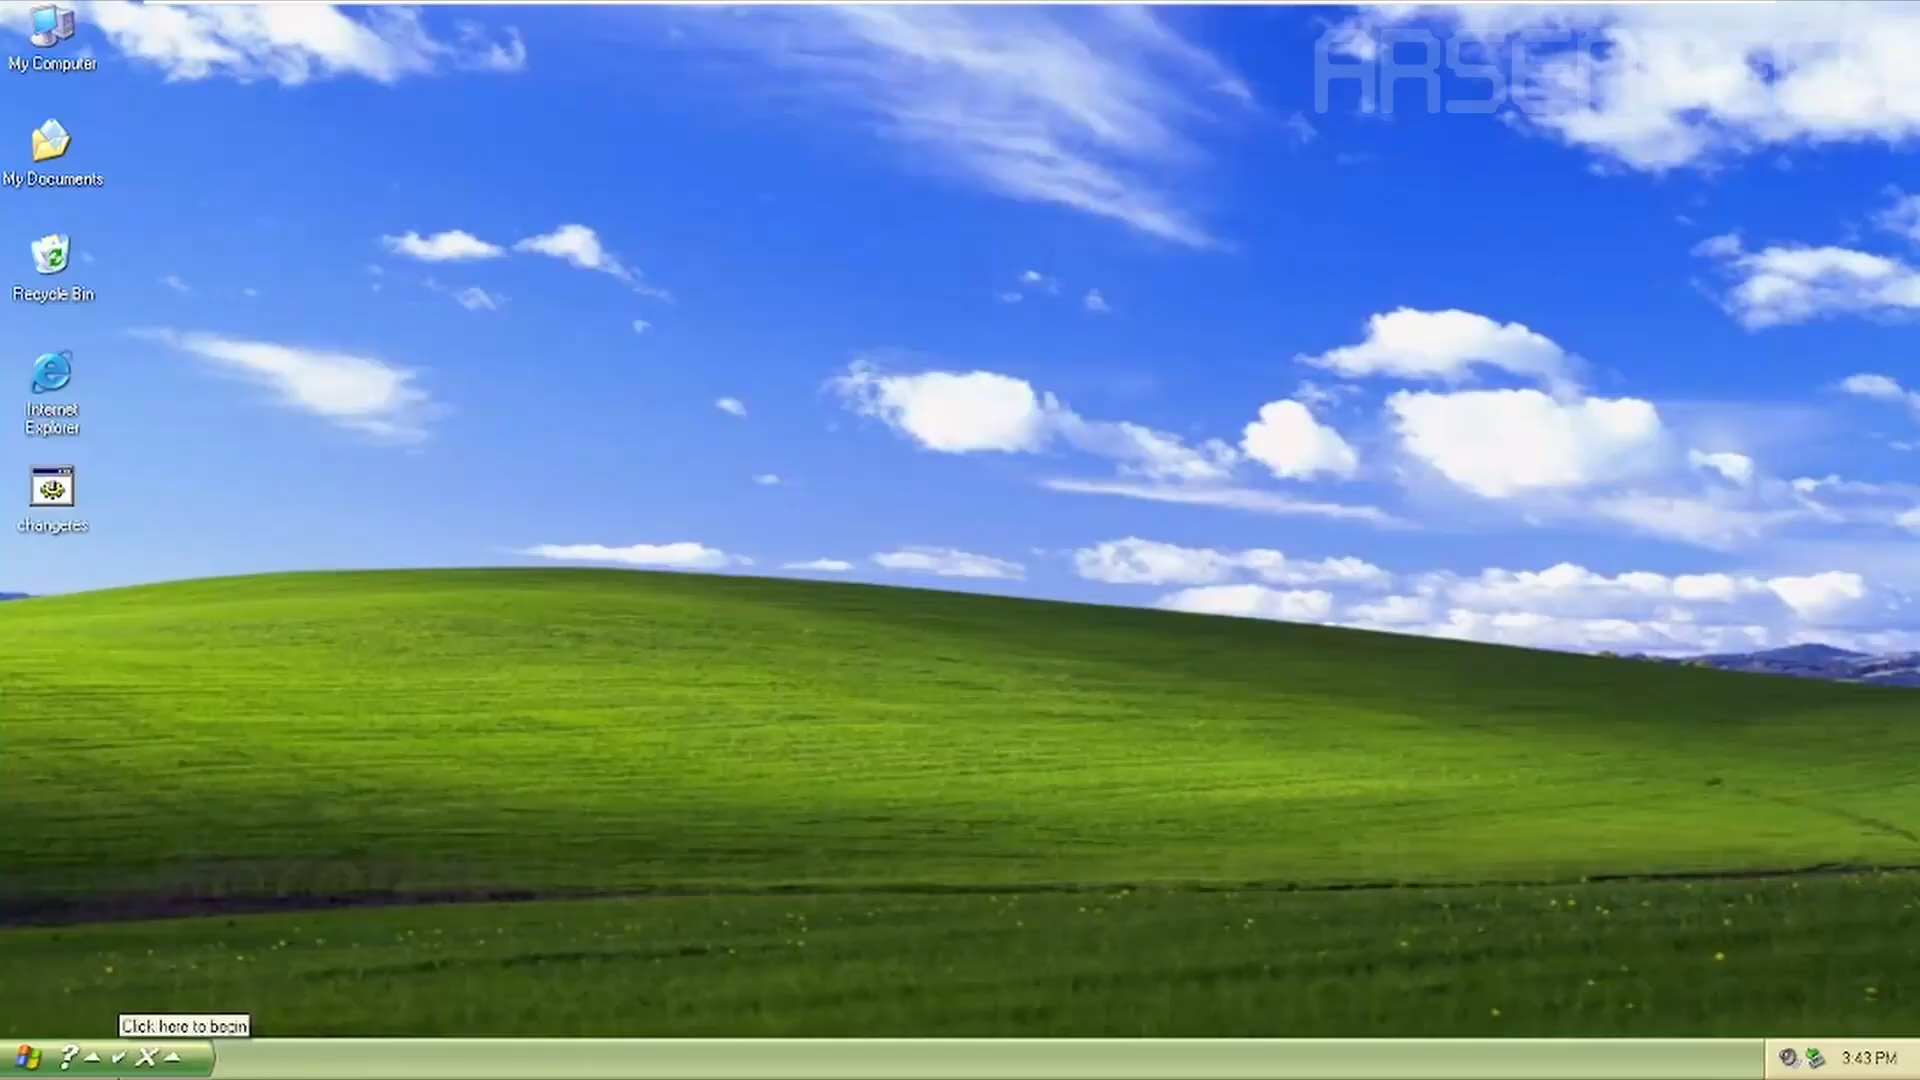 My Computer
My Documents
Recycle Bin
Internet
Explorer
changeres
Click here to begin
3:43 PM